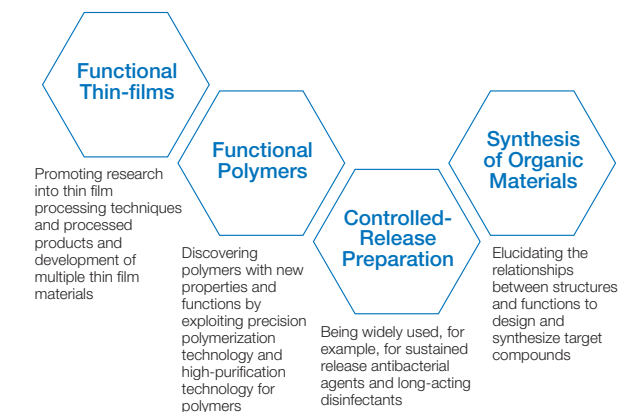 Functional
Thin-films
Promoting research
into thin film
processing techniques
and processed
products and
development of
multiple thin film
materials
Functional
Polymers
Discovering
polymers with new
properties and
functions by
exploiting precision
polymerization
technology and
high-purification
technology for
polymers
Controlled-
Release
Preparation
Being widely used, for
example, for sustained
release antibacterial
agents and long-acting
disinfectants
Synthesis
of Organic
Materials
Elucidating the
relationships
between structures
and functions to
design and
synthesize target
compounds